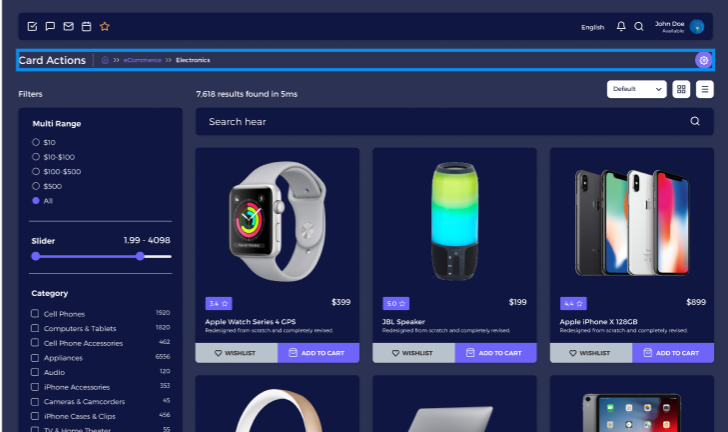 English
John Doe
Available
Card Actions
>> eCommerce >> Electronics
Filters
7,618 results found in 5ms
Default
Search hear
Multi Range
$10
$10-$100
$100-$500
$500
All
Slider
1.99 - 4098
Category
Cell Phones 1920
Computers & Tablets 1820
Cell Phone Accessories 462
Appliances 6556
Audio 120
iPhone Accessories 353
Cameras & Camcorders 45
iPhone Cases & Clips 456
TV & Home Theater 55
3.4
$399
Apple Watch Series 4 GPS
Redesigned from scratch and completely revised.
WISHLIST
ADD TO CART
5.0
$199
JBL Speaker
Redesigned from scratch and completely revised.
WISHLIST
ADD TO CART
4.4
$899
Apple iPhone X 128GB
Redesigned from scratch and completely revised.
WISHLIST
ADD TO CART